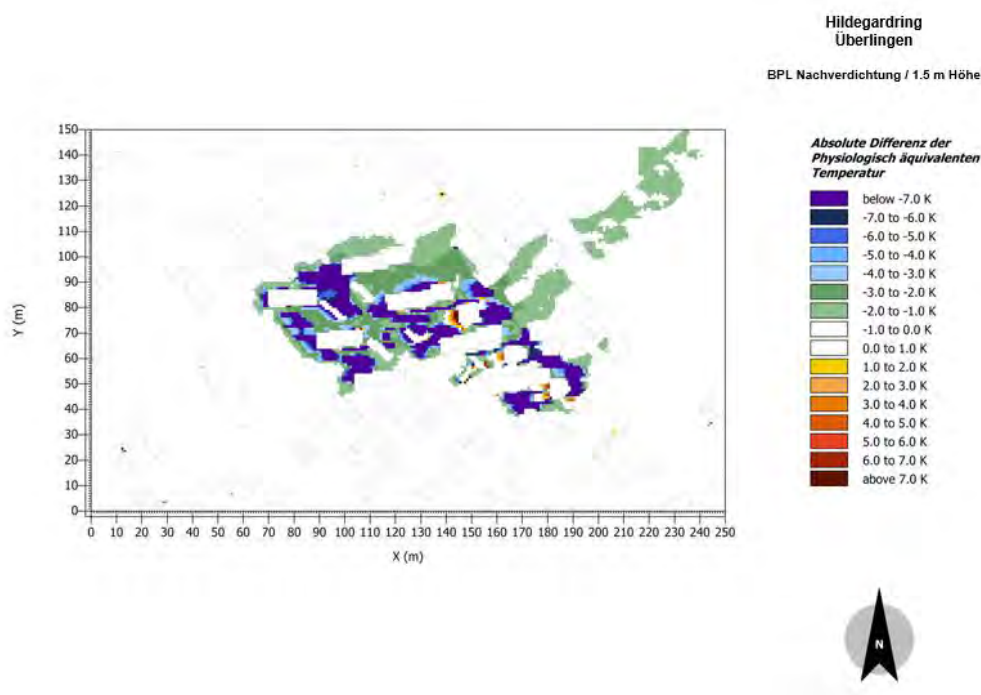 Hildegardring
Überlingen
BPL Nachverdichtung / 1.5 m Höhe
Absolute Differenz der
Physiologisch äquivalenten
Temperatur
below -7.0 K
-7.0 to -6.0 K
-6.0 to -5.0 K
-5.0 to -4.0 K
-4.0 to -3.0 K
-3.0 to -2.0 K
-2.0 to -1.0 K
-1.0 to 0.0 K
0.0 to 1.0 K
1.0 to 2.0 K
2.0 to 3.0 K
3.0 to 4.0 K
4.0 to 5.0 K
5.0 to 6.0 K
6.0 to 7.0 K
above 7.0 K
Y (m)
150
140
130
120
110
100
90
80
70
60
50
40
30
20
10
0
0 10 20 30 40 50 60 70 80 90 100 110 120 130 140 150 160 170 180 190 200 210 220 230 240 250
X (m)
N